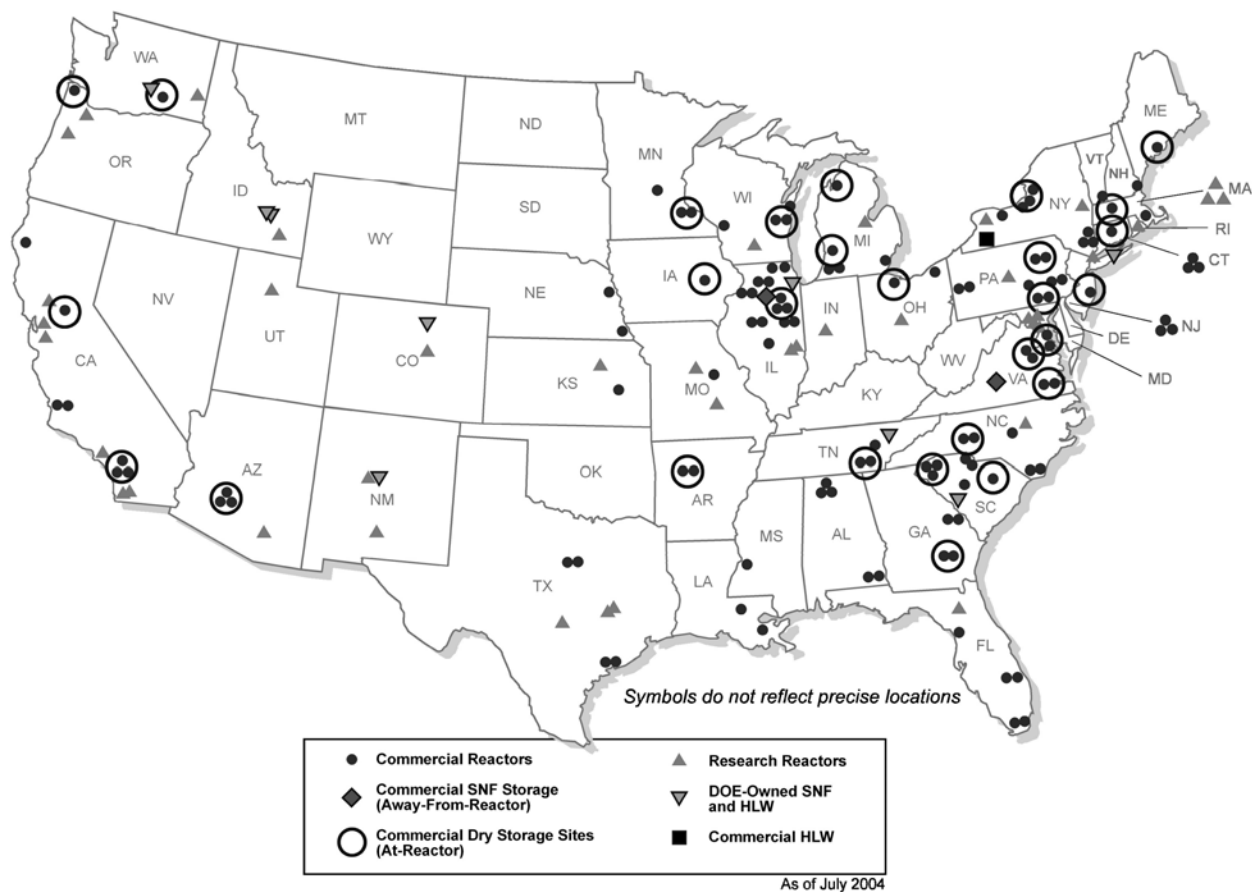 WA
MT
ND
MN
ME
VT
NH
OR
ID
SD
WI
MI
NY
MA
RI
CT
WY
IA
NE
PA
NJ
NV
UT
CO
IL
IN
OH
DE
MD
CA
KS
MO
KY
WV
VA
AZ
NM
OK
AR
TN
NC
SC
TX
LA
MS
AL
GA
FL
Symbols do not reflect precise locations
Commercial Reactors
Commercial SNF Storage
(Away-From-Reactor)
Commercial Dry Storage Sites
(At-Reactor)
Research Reactors
DOE-Owned SNF
and HLW
Commercial HLW
As of July 2004